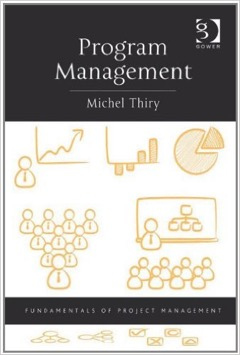 GOWER
Program
Management
Michel Thiry
FUNDAMENTALS OF PROJECT MANAGEMENT